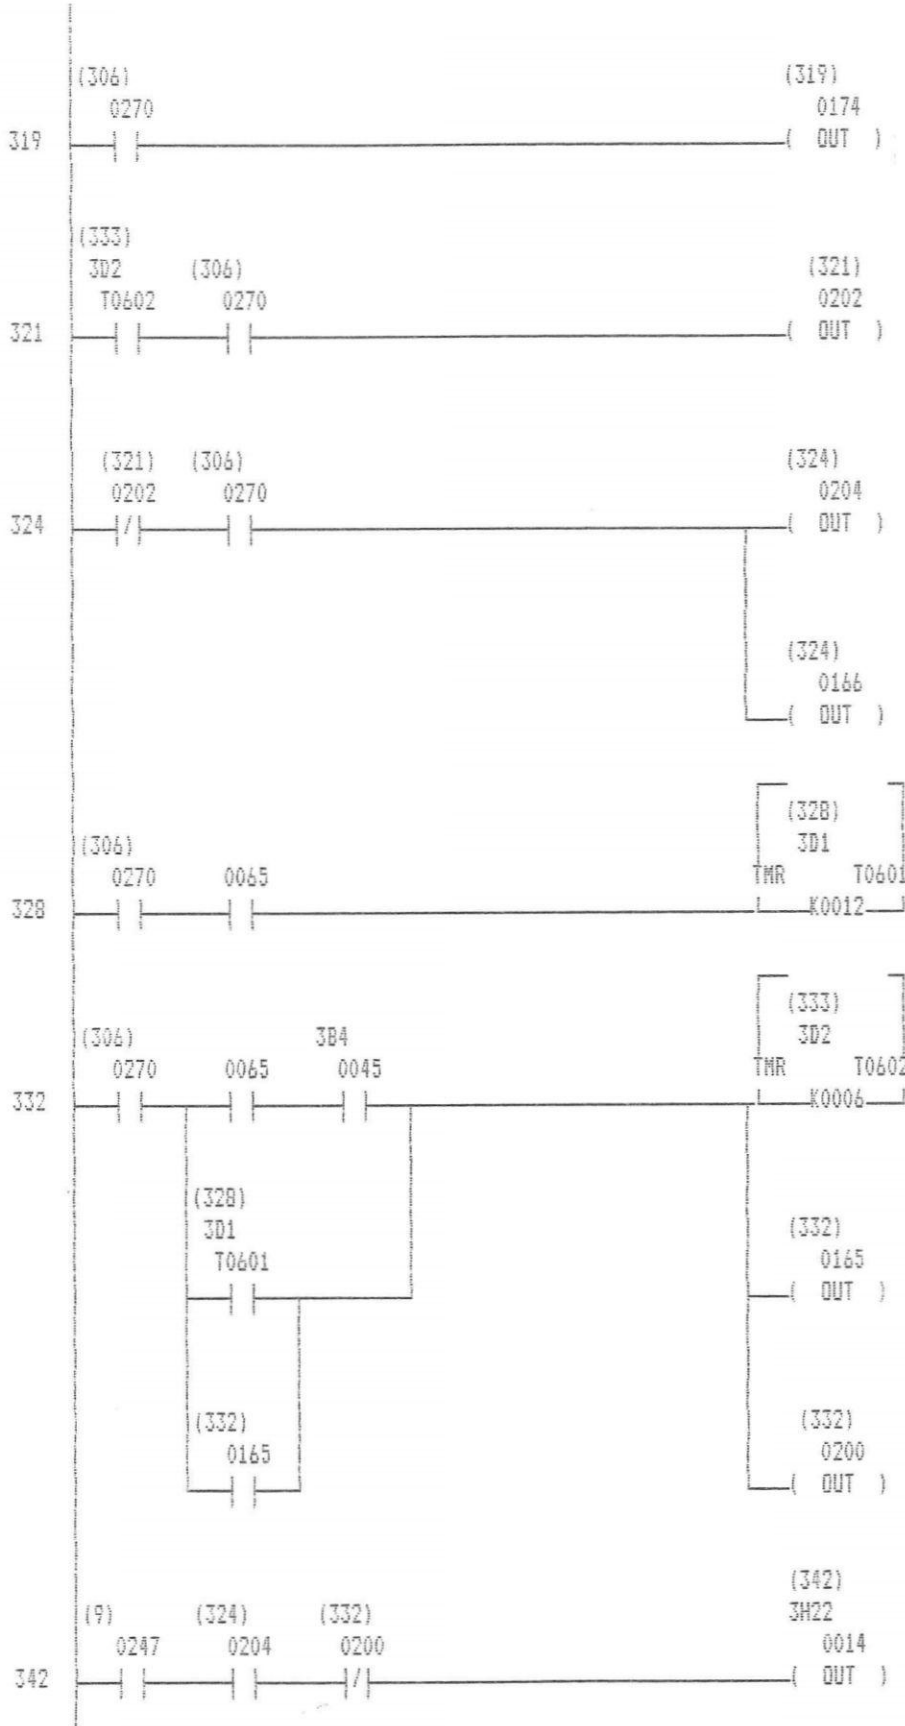 (306) (319)
0270 0174
319 ( OUT )
(333)
3D2 (306) (321)
T0602 0270 0202
321 ( OUT )
(321) (306) (324)
0202 0270 0204
324 ( OUT )
(324)
0166
( OUT )
(328)
(306) 3D1
0270 0065 TMR T0601
328 K0012
(333)
(306) 3B4 3D2
0270 0065 0045 TMR T0602
332 K0006
(328)
3D1 (332)
T0601 0165
( OUT )
(332) (332)
0165 0200
( OUT )
(342)
(9) (324) (332) 3H22
0247 0204 0200 0014
342 ( OUT )